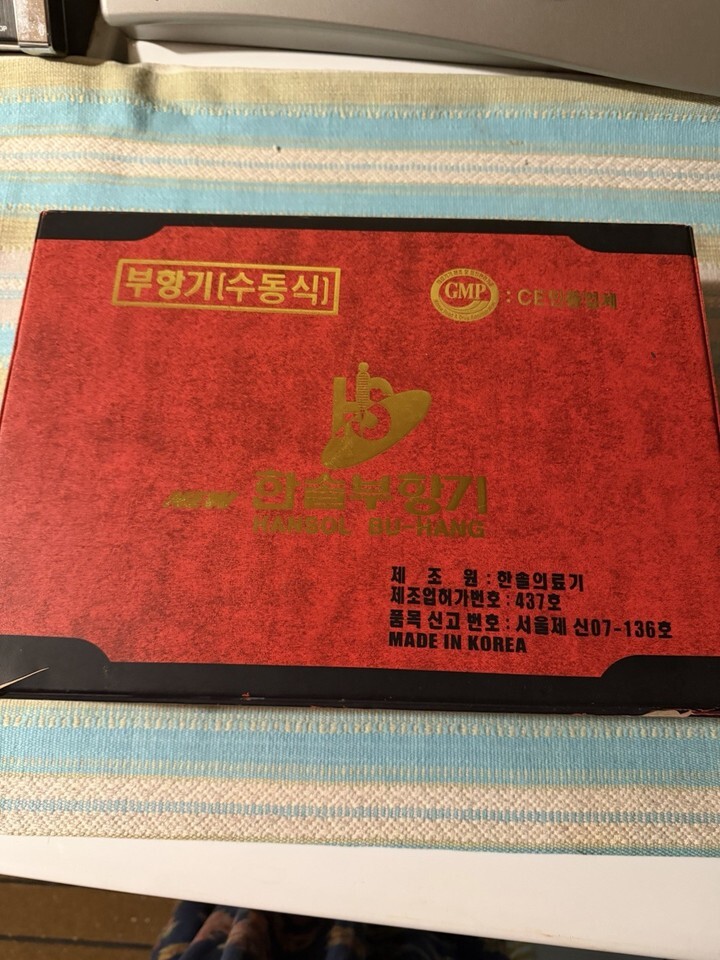 부항기(수동식)
GMP : CE인증업체
HS
NEW 한솔부항기
HANSOL BU-HANG
제 조 원 : 한솔의료기
제조업허가번호 : 437호
품목 신고 번호 : 서울제 신07-136호
MADE IN KOREA